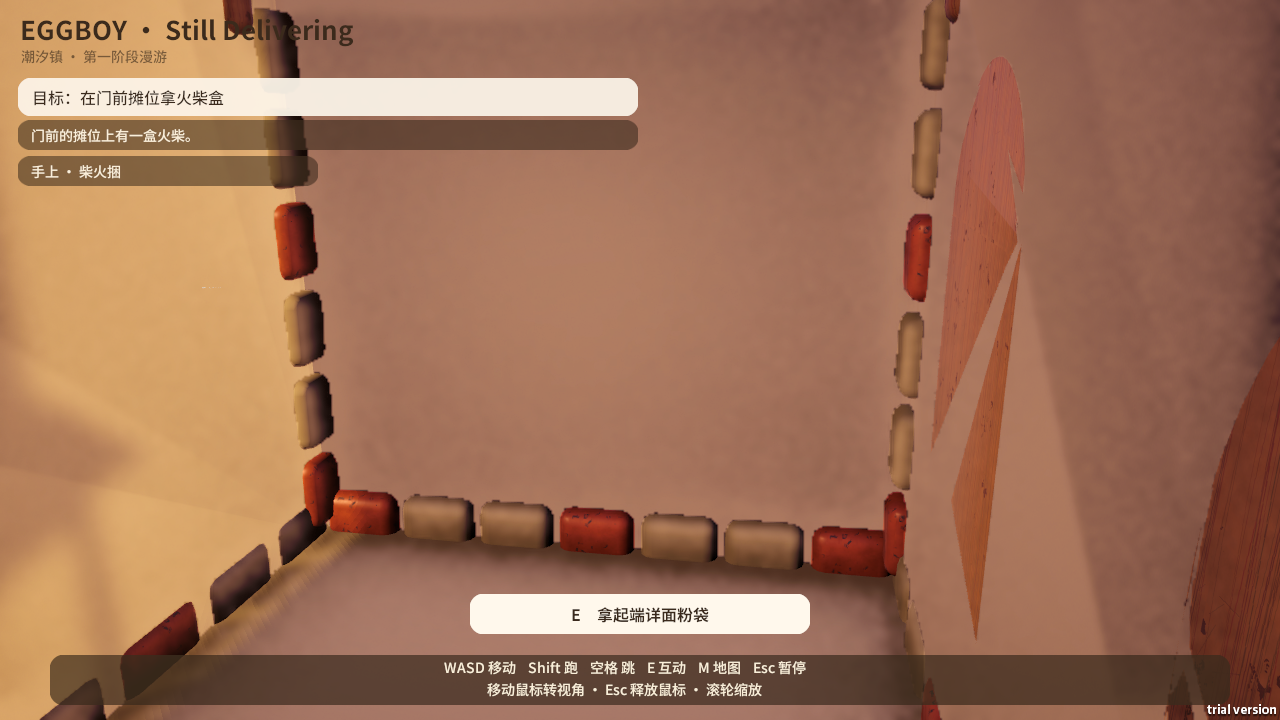 EGGBOY · Still Delivering
潮汐镇 · 第一阶段漫游
目标：在门前摊位拿火柴盒
门前的摊位上有一盒火柴。
手上 · 柴火捆
E 拿起端详面粉袋
WASD 移动 Shift 跑 空格 跳 E 互动 M 地图 Esc 暂停
移动鼠标转视角 · Esc 释放鼠标 · 滚轮缩放
trial version